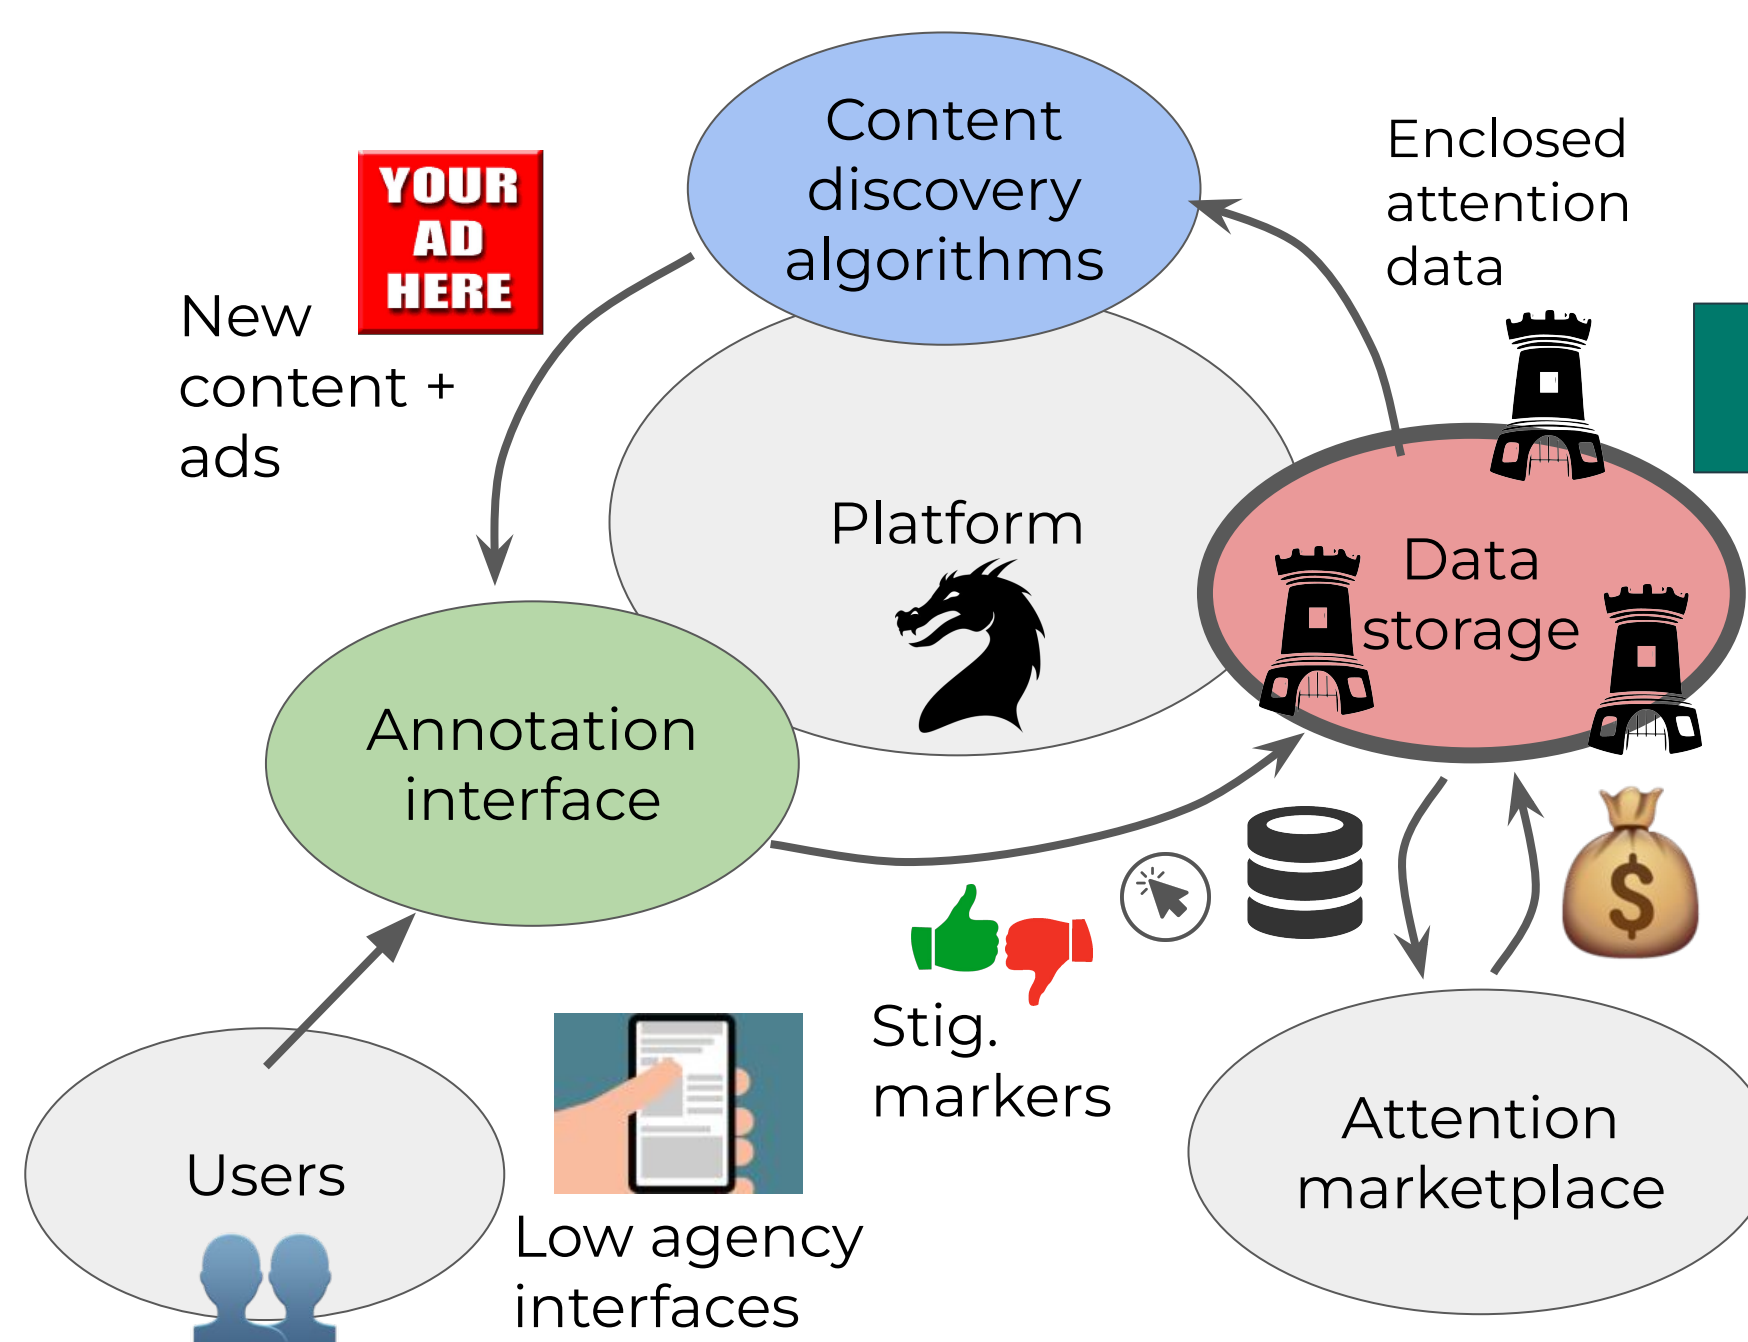 Content
discovery
algorithms
Enclosed
attention
data
YOUR
AD
HERE
New
content +
ads
Platform
Data
storage
Annotation
interface
$
Stig.
markers
Attention
marketplace
Users
Low agency
interfaces